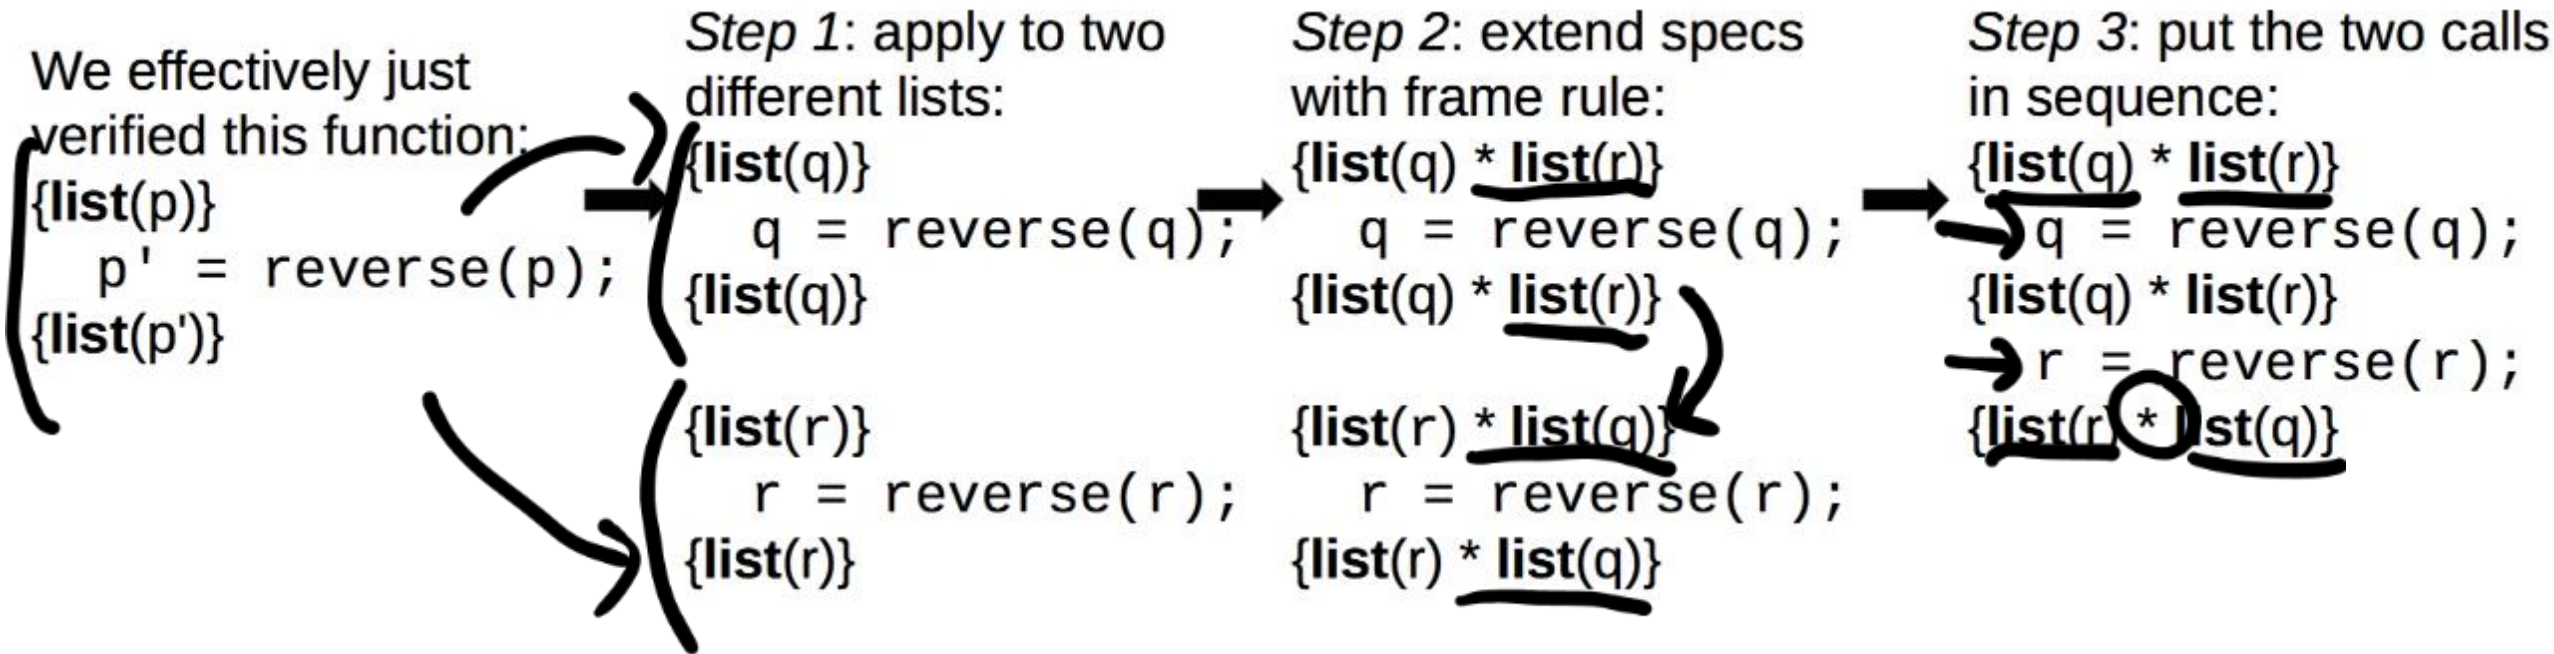 We effectively just
verified this function:
{list(p)}
p' = reverse(p);
{list(p')}
Step 1: apply to two
different lists:
{list(q)}
q = reverse(q);
{list(q)}
{list(r)}
r = reverse(r);
{list(r)}
Step 2: extend specs
with frame rule:
{list(q) * list(r)}
q = reverse(q);
{list(q) * list(r)}
{list(r) * list(q)}
r = reverse(r);
{list(r) * list(q)}
Step 3: put the two calls
in sequence:
{list(q) * list(r)}
q = reverse(q);
{list(q) * list(r)}
r = reverse(r);
{list(r) * list(q)}